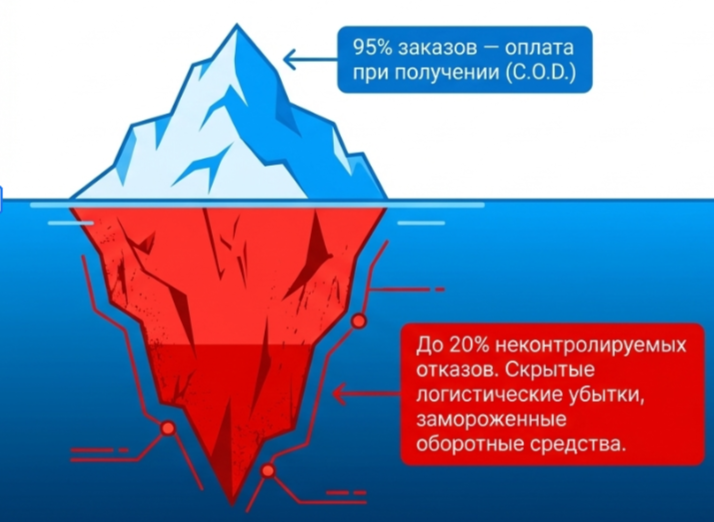 95% заказов — оплата
при получении (C.O.D.)
До 20% неконтролируемых
отказов. Скрытые
логистические убытки,
замороженные
оборотные средства.